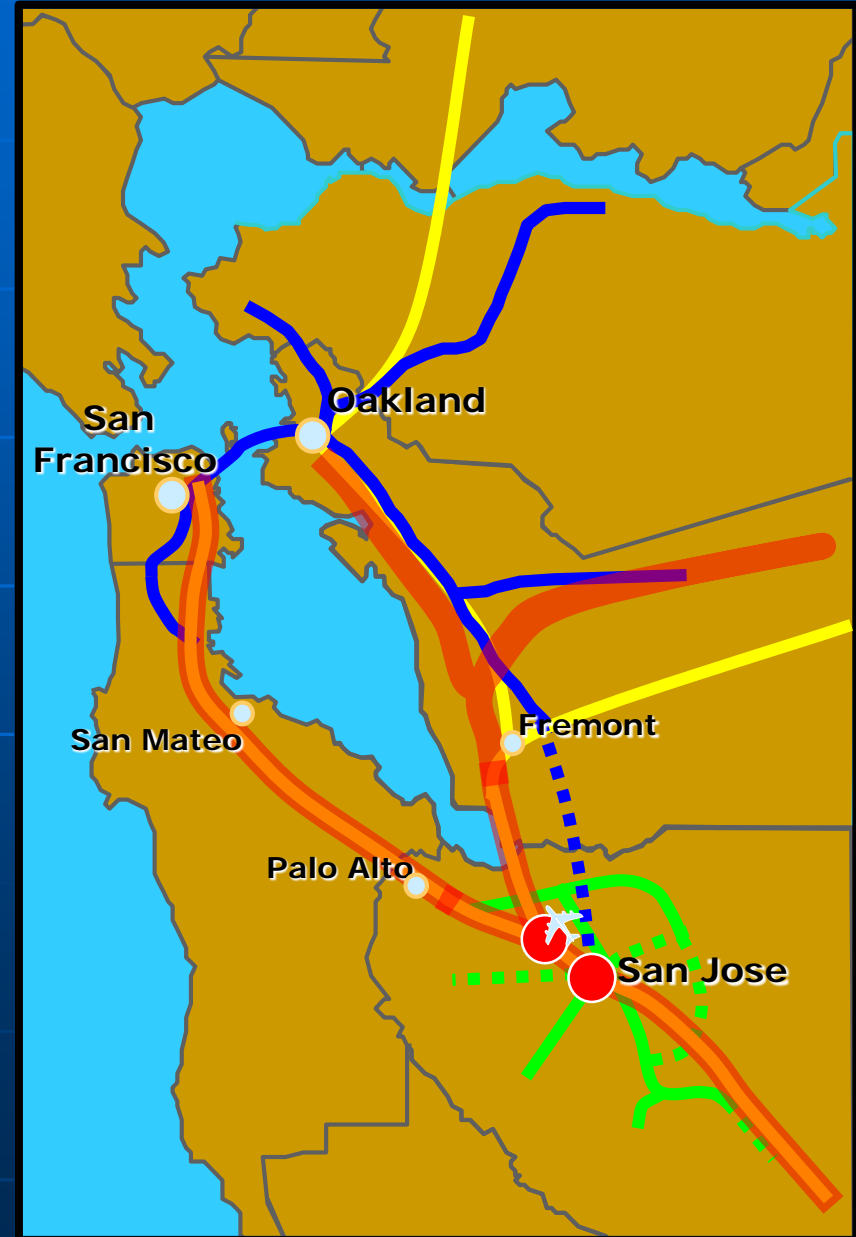 Oakland
San
Francisco
Fremont
San Mateo
Palo Alto
San Jose